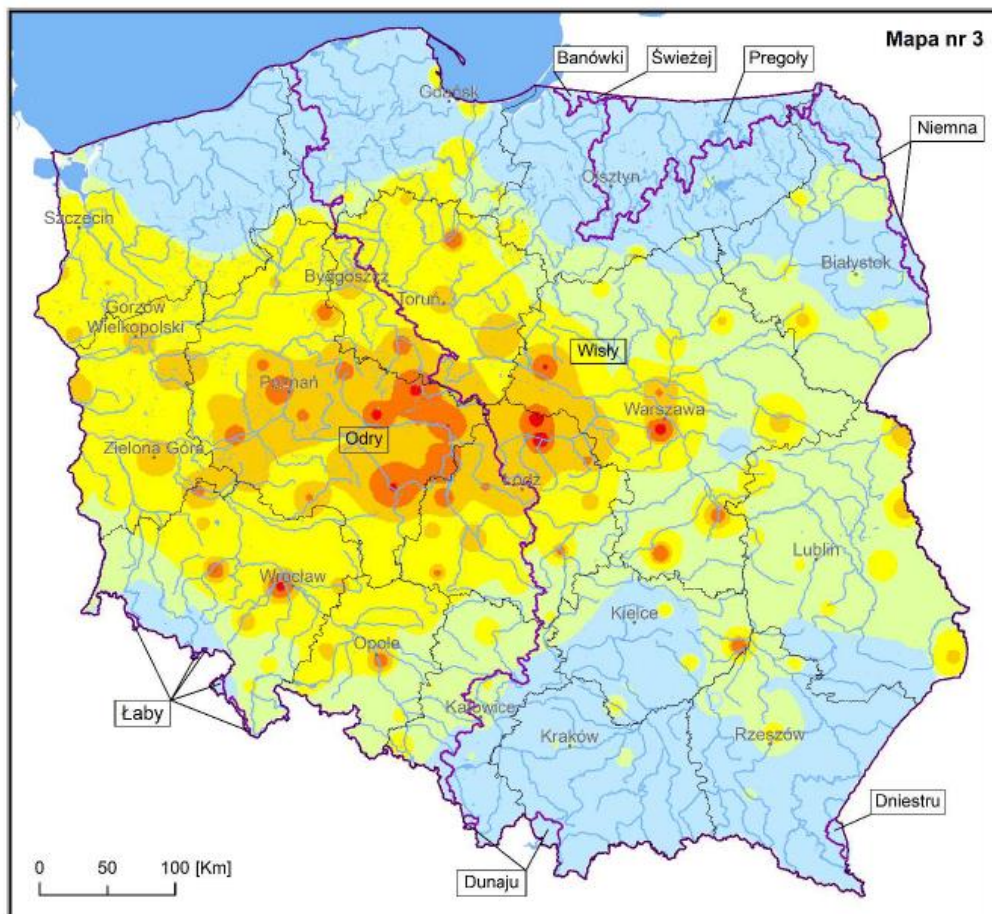 Mapa nr 3
Banówki
Świeżej
Pregoły
Niemna
Gdańsk
Olsztyn
Szczecin
Białystok
Bydgoszcz
Toruń
Gorzów
Wielkopolski
Wisły
Poznań
Warszawa
Odry
Zielona Góra
Łódź
Lublin
Wrocław
Kielce
Opole
Łaby
Katowice
Kraków
Rzeszów
Dniestru
Dunaju
0 50 100 [Km]